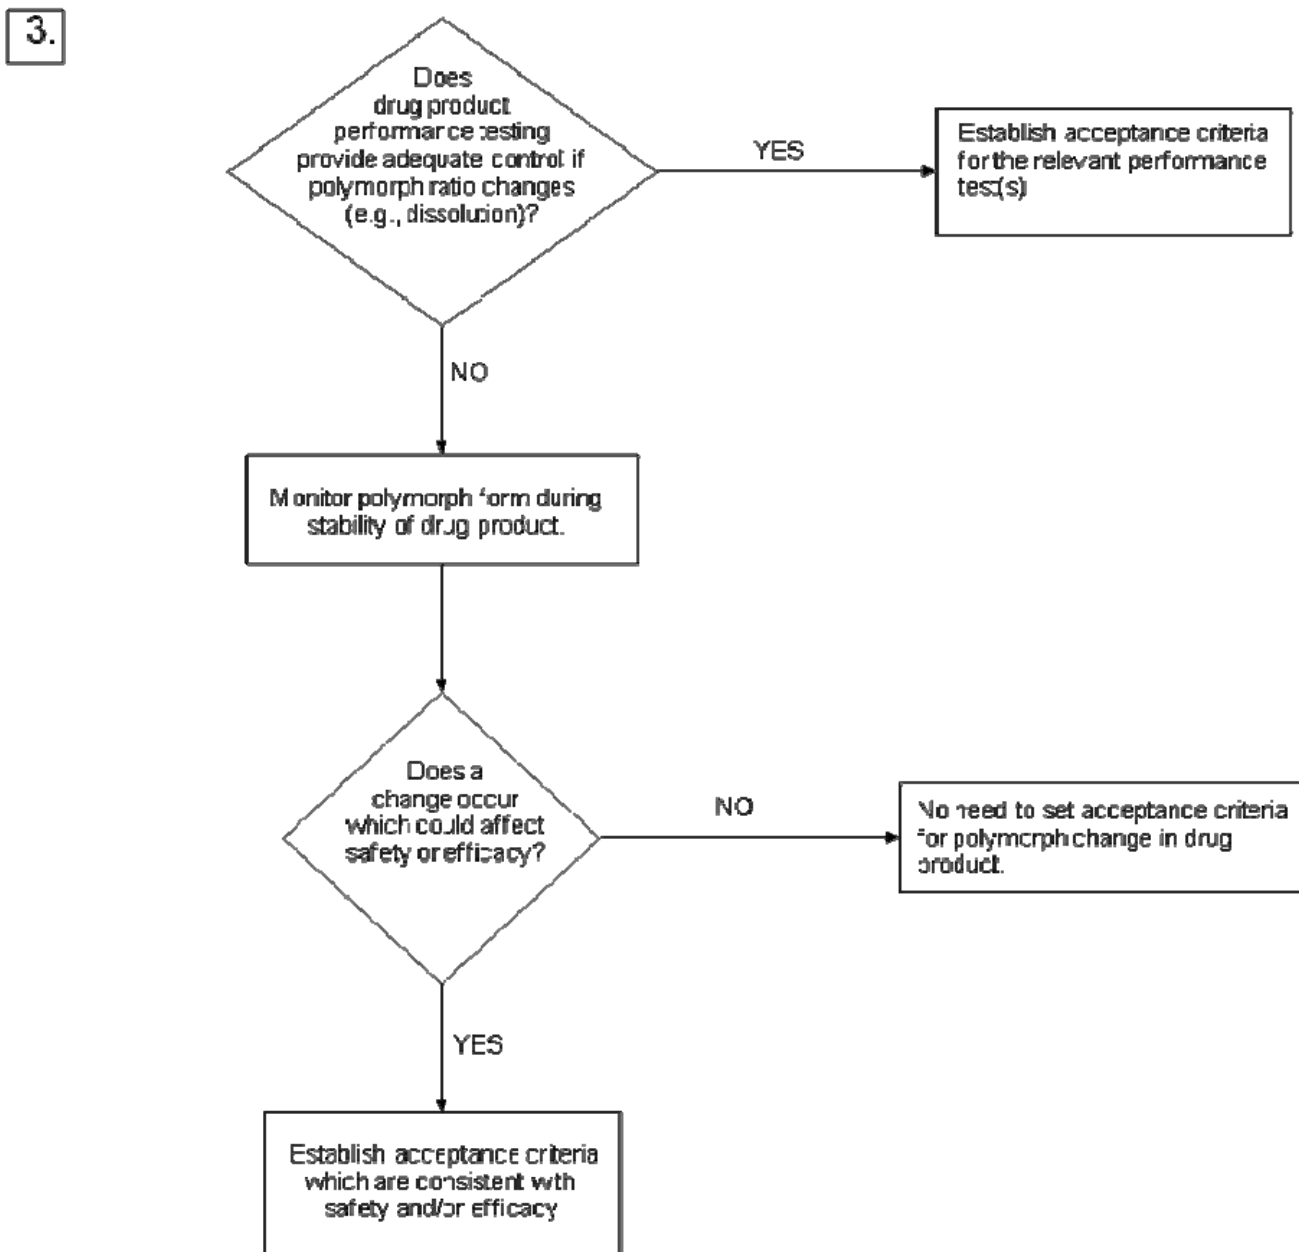 3.
Does
drug product
performance testing
provide adequate control if
polymorph ratio changes
(e.g., dissolution)?
YES
Establish acceptance criteria
for the relevant performance
test(s)
NO
Monitor polymorph form during
stability of drug product.
Does a
change occur
which could affect
safety or efficacy?
NO
No need to set acceptance criteria
for polymorph change in drug
product.
YES
Establish acceptance criteria
which are consistent with
safety and/or efficacy